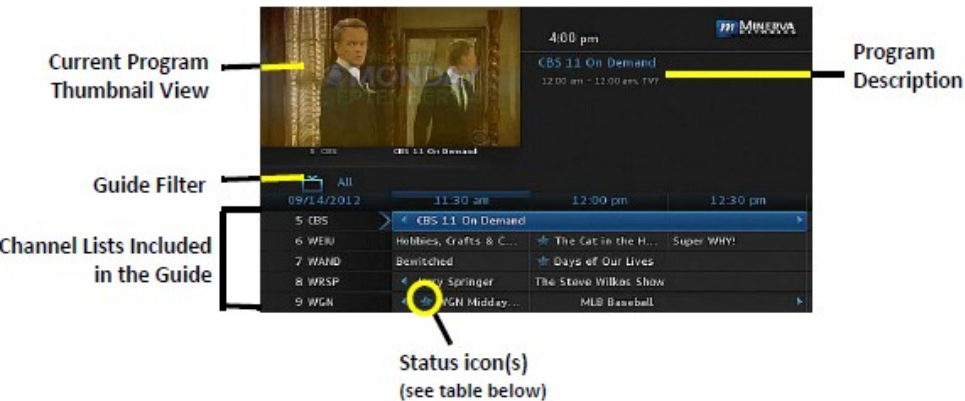 Current Program
Thumbnail View
MONDAY
SEPTEMBER
5 CBS
CBS 11 On Demand
4:00 pm
m MINERVA
NETWORKS
CBS 11 On Demand
12:00 am - 12:00 am, TVY
Program
Description
Guide Filter
All
09/14/2012 11:30 am 12:00 pm 12:30 pm
Channel Lists Included
in the Guide
5 CBS CBS 11 On Demand
6 WEIU Hobbies, Crafts & C... The Cat in the H... Super WHY!
7 WAND Bewitched Days of Our Lives
8 WRSP Springer The Steve Wilkos Show
9 WGN WGN Midday... MLB Baseball
Status icon(s)
(see table below)